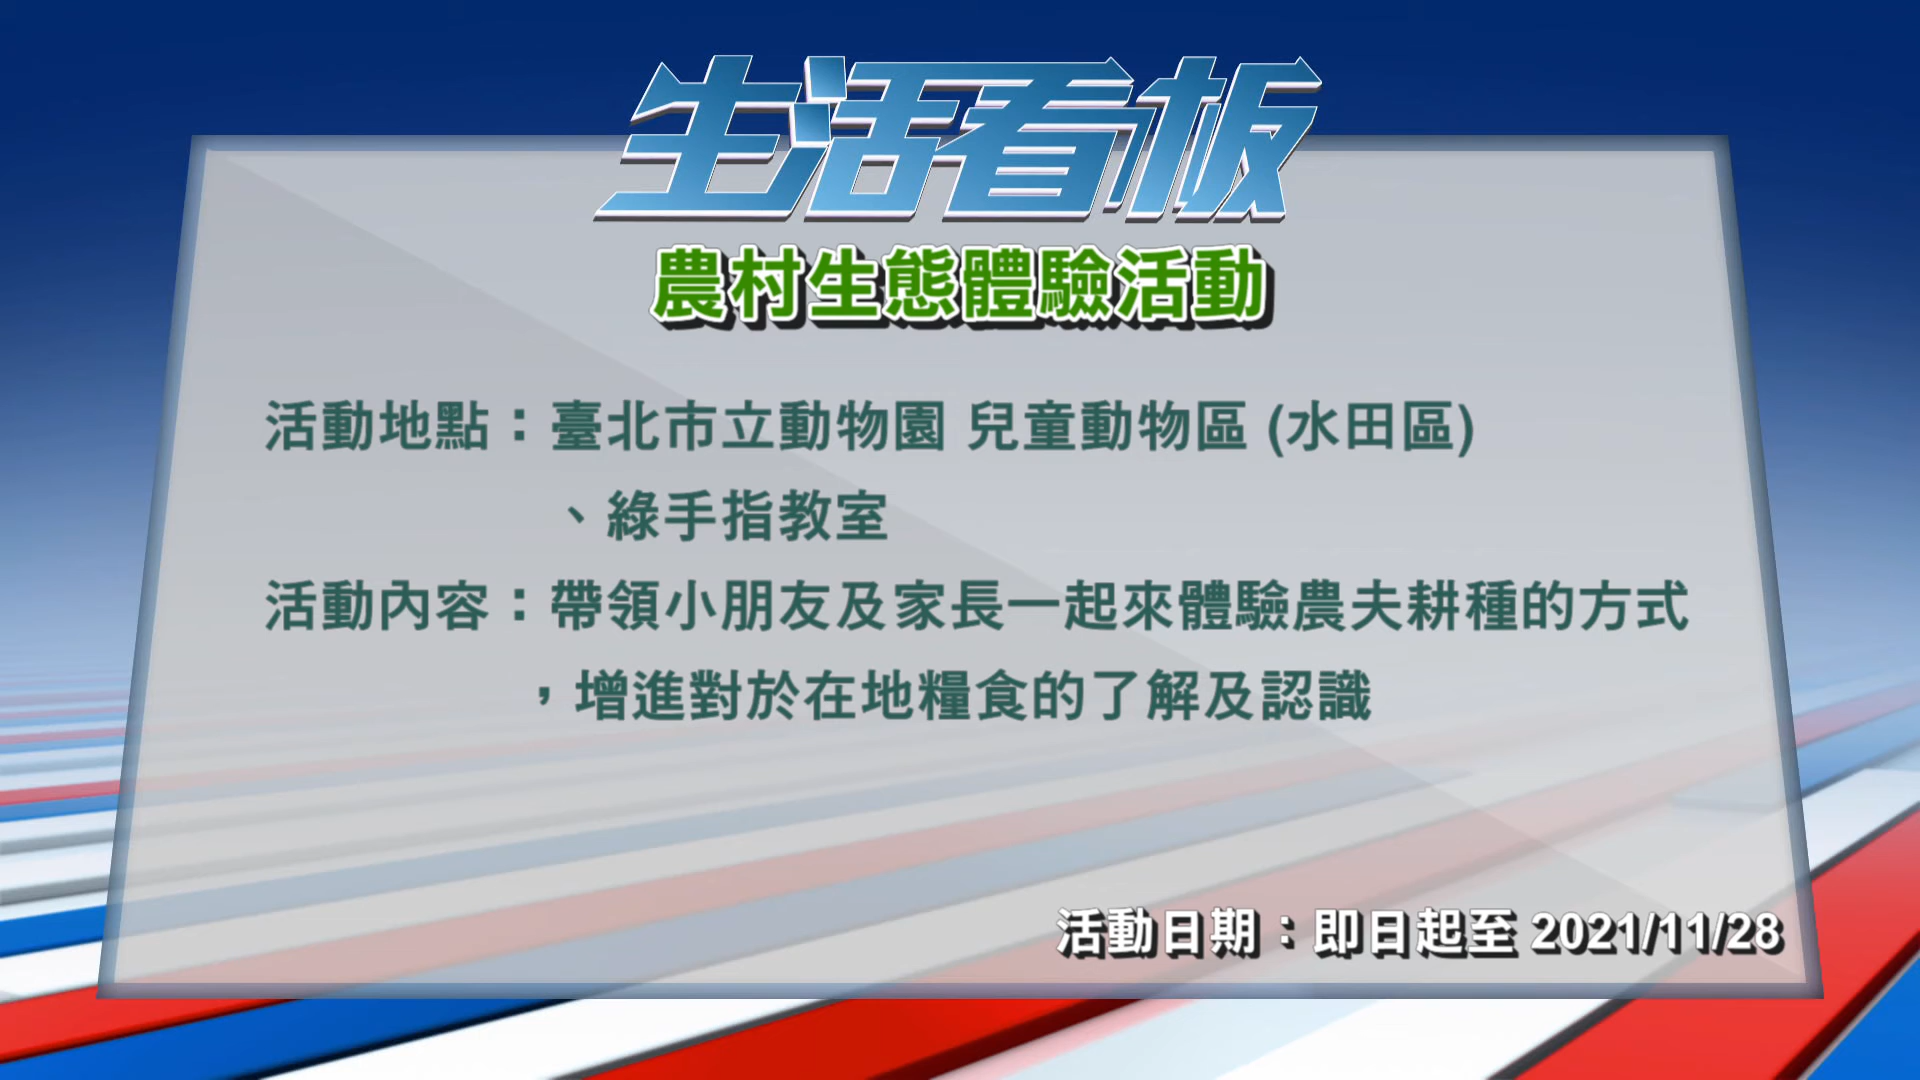 生活看板
農村生態體驗活動
活動地點：臺北市立動物園 兒童動物區 (水田區)
、綠手指教室
活動內容：帶領小朋友及家長一起來體驗農夫耕種的方式
，增進對於在地糧食的了解及認識
活動日期：即日起至 2021/11/28